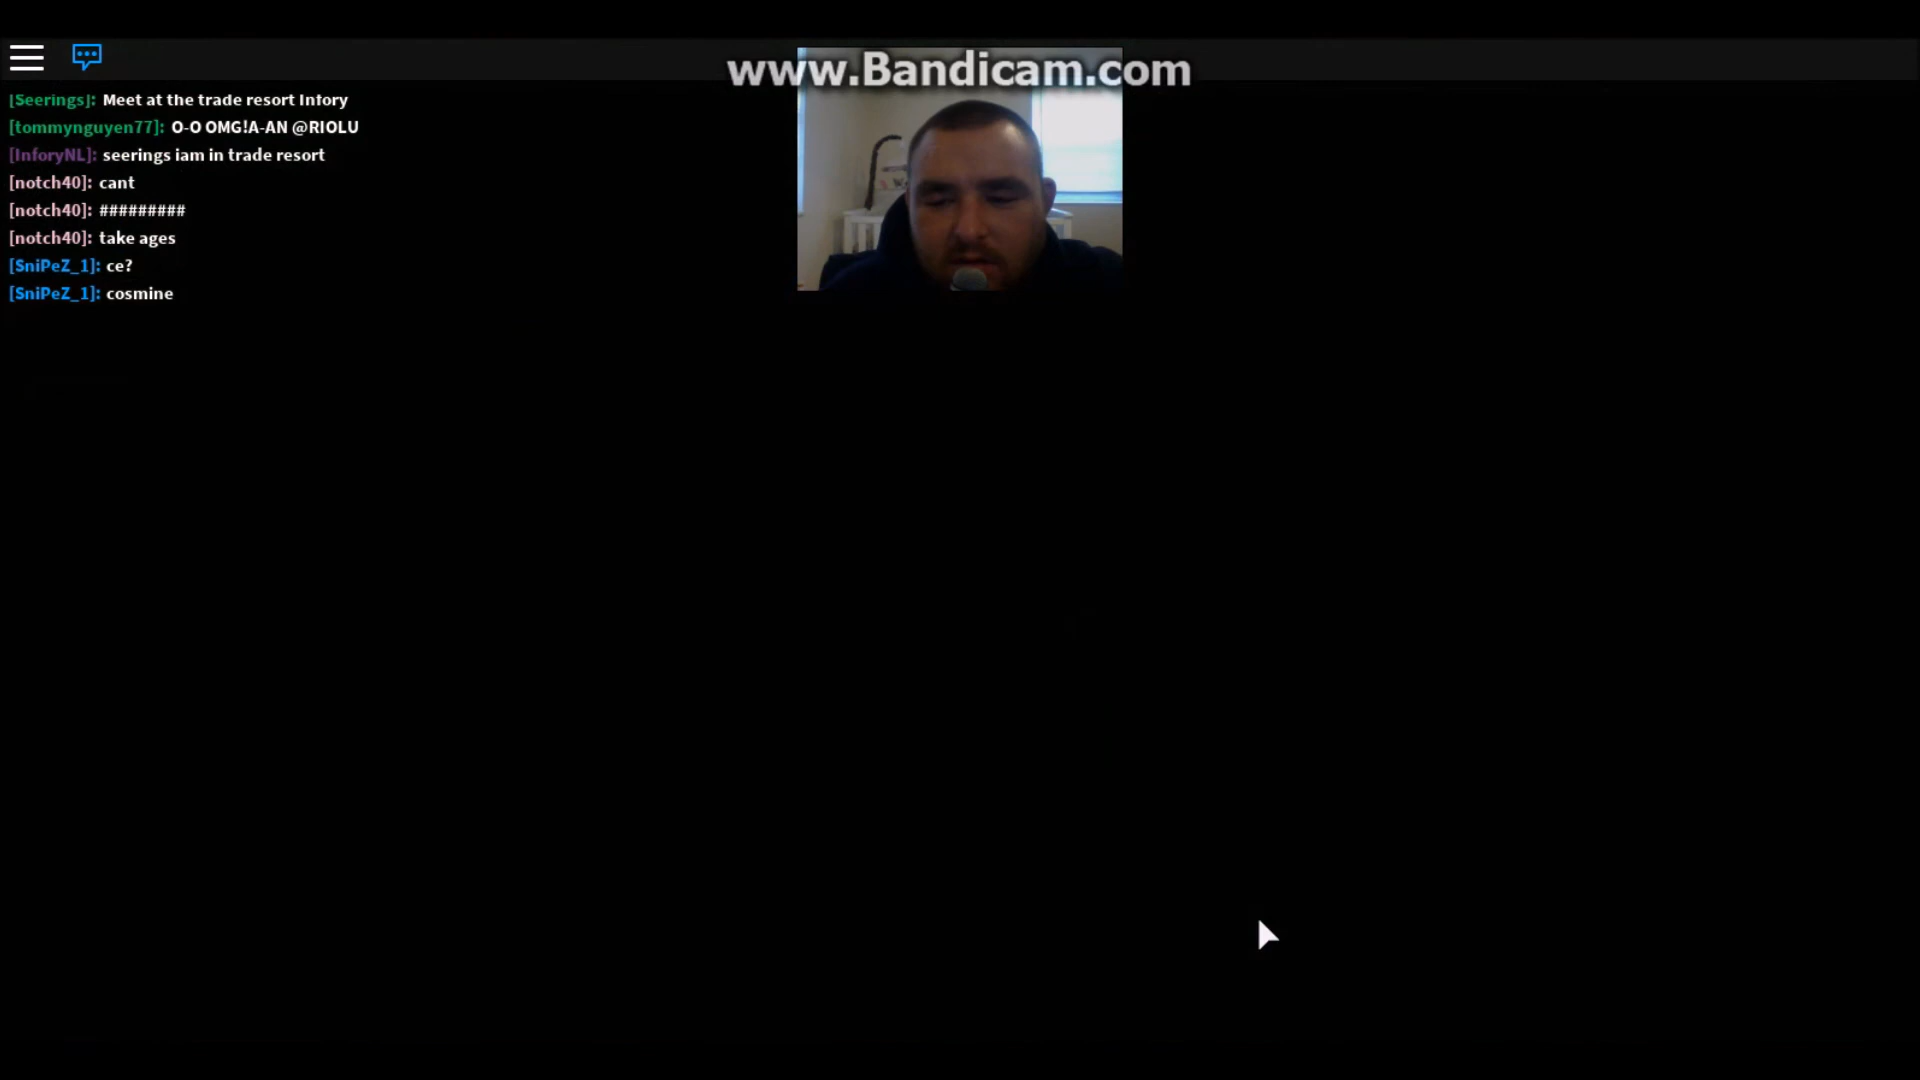 www.Bandicam.com
[Seerings]: Meet at the trade resort Infory
[tommynguyen77]: O-O OMG!A-AN @RIOLU
[InforyNL]: seerings iam in trade resort
[notch40]: cant
[notch40]: #########
[notch40]: take ages
[SniPeZ_1]: ce?
[SniPeZ_1]: cosmine